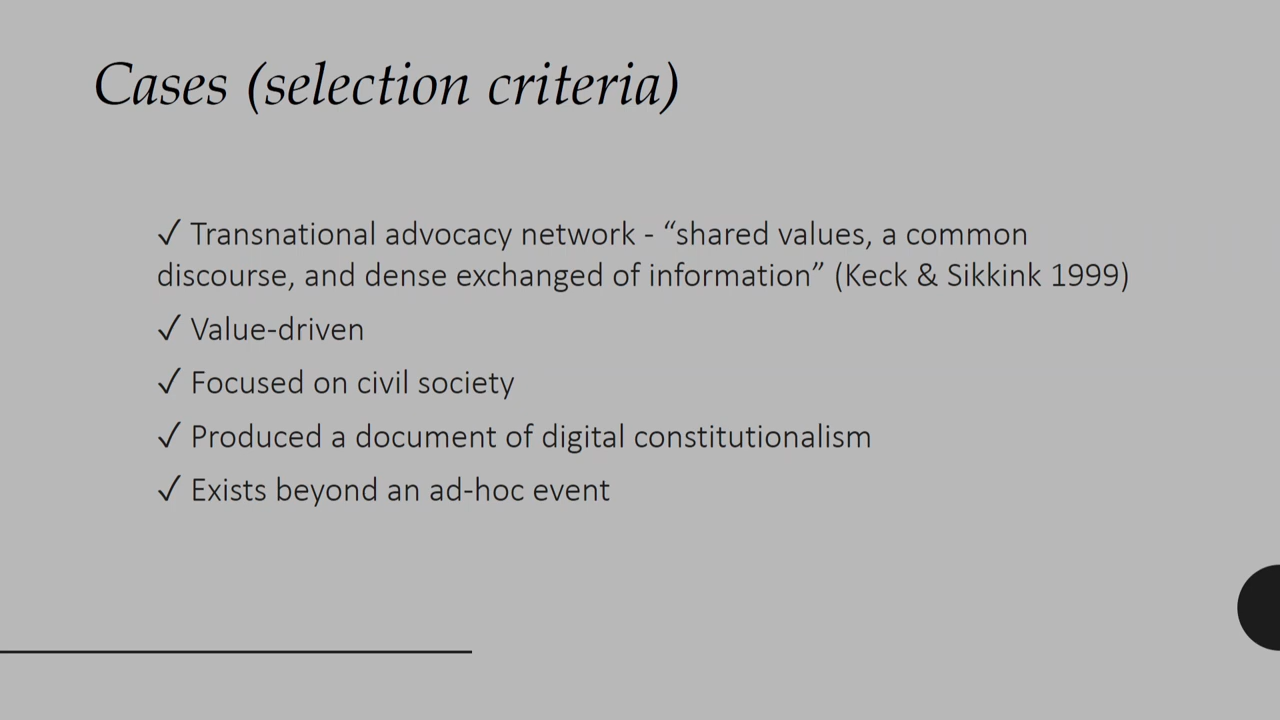 Cases (selection criteria)
✓ Transnational advocacy network - “shared values, a common
discourse, and dense exchanged of information” (Keck & Sikkink 1999)
✓ Value-driven
✓ Focused on civil society
✓ Produced a document of digital constitutionalism
✓ Exists beyond an ad-hoc event